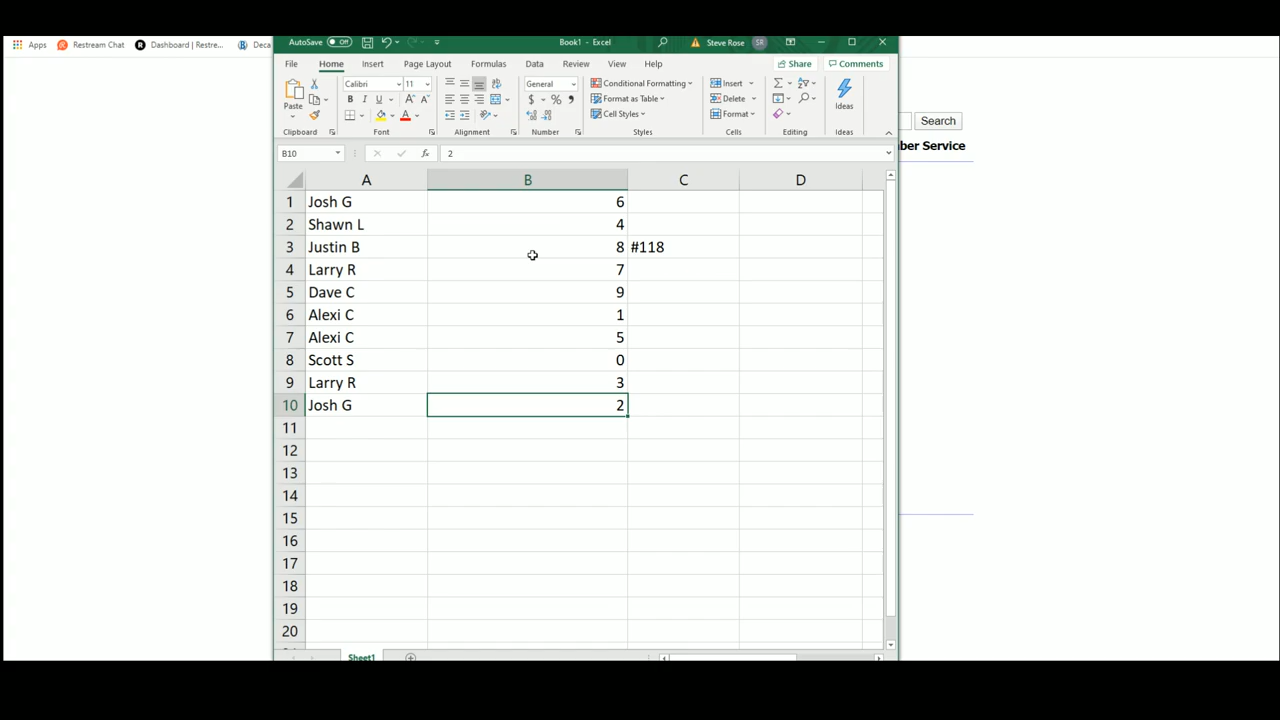 AutoSave Off Book1 - Excel Steve Rose SR
Apps Restream Chat Dashboard | Restre... Deca
File Home Insert Page Layout Formulas Data Review View Help Share Comments
Paste Calibri 11 General Conditional Formatting Insert Ideas
B I U A A $ % 9 Format as Table Delete
A Cell Styles Format
Clipboard Font Alignment Number Styles Cells Editing Ideas
Search
ber Service
B10 fx 2
A B C D
1 Josh G 6
2 Shawn L 4
3 Justin B 8 #118
4 Larry R 7
5 Dave C 9
6 Alexi C 1
7 Alexi C 5
8 Scott S 0
9 Larry R 3
10 Josh G 2
11
12
13
14
15
16
17
18
19
20
Sheet1